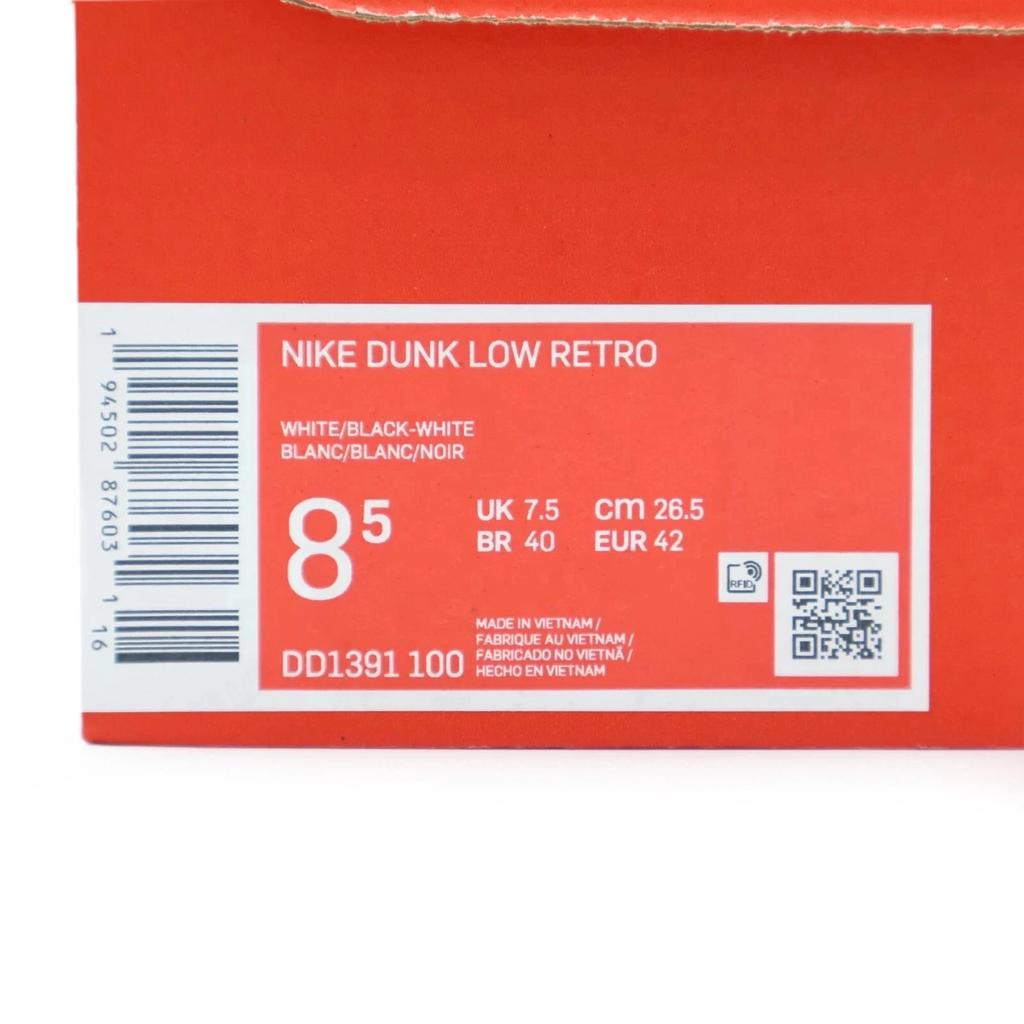 NIKE DUNK LOW RETRO
WHITE/BLACK-WHITE
BLANC/BLANC/NOIR
8 5
UK 7.5 cm 26.5
BR 40 EUR 42
RFID
MADE IN VIETNAM /
FABRIQUE AU VIETNAM /
FABRICADO NO VIETNÃ /
HECHO EN VIETNAM
DD1391 100
1 94502 87603 1 16